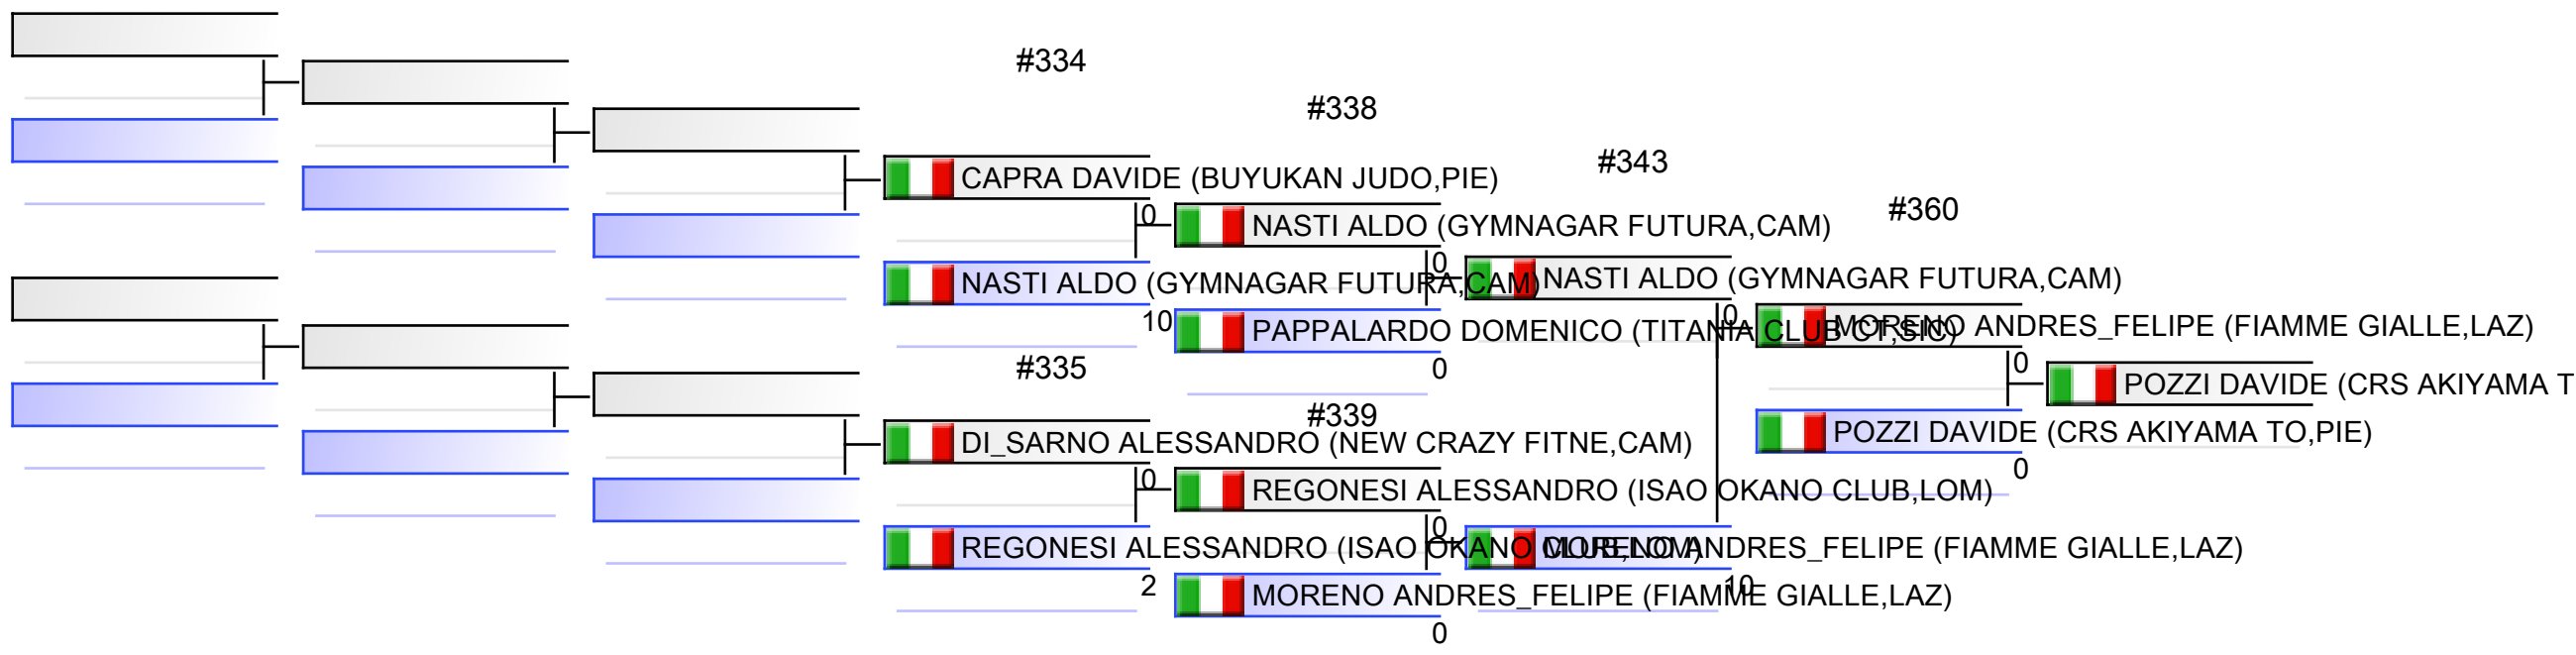 #334
#338
#343
CAPRA DAVIDE (BUYUKAN JUDO,PIE)
0
#360
NASTI ALDO (GYMNAGAR FUTURA,CAM)
0
NASTI ALDO (GYMNAGAR FUTURA,CAM)
NASTI ALDO (GYMNAGAR FUTURA,CAM)
10
0
PAPPALARDO DOMENICO (TITANIA CLUB CT,SIC)
MORENO ANDRES_FELIPE (FIAMME GIALLE,LAZ)
#335
0
0
POZZI DAVIDE (CRS AKIYAMA T
#339
DI_SARNO ALESSANDRO (NEW CRAZY FITNE,CAM)
POZZI DAVIDE (CRS AKIYAMA TO,PIE)
0
0
REGONESI ALESSANDRO (ISAO OKANO CLUB,LOM)
0
REGONESI ALESSANDRO (ISAO OKANO CLUB,LOM)
MORENO ANDRES_FELIPE (FIAMME GIALLE,LAZ)
2
10
MORENO ANDRES_FELIPE (FIAMME GIALLE,LAZ)
0